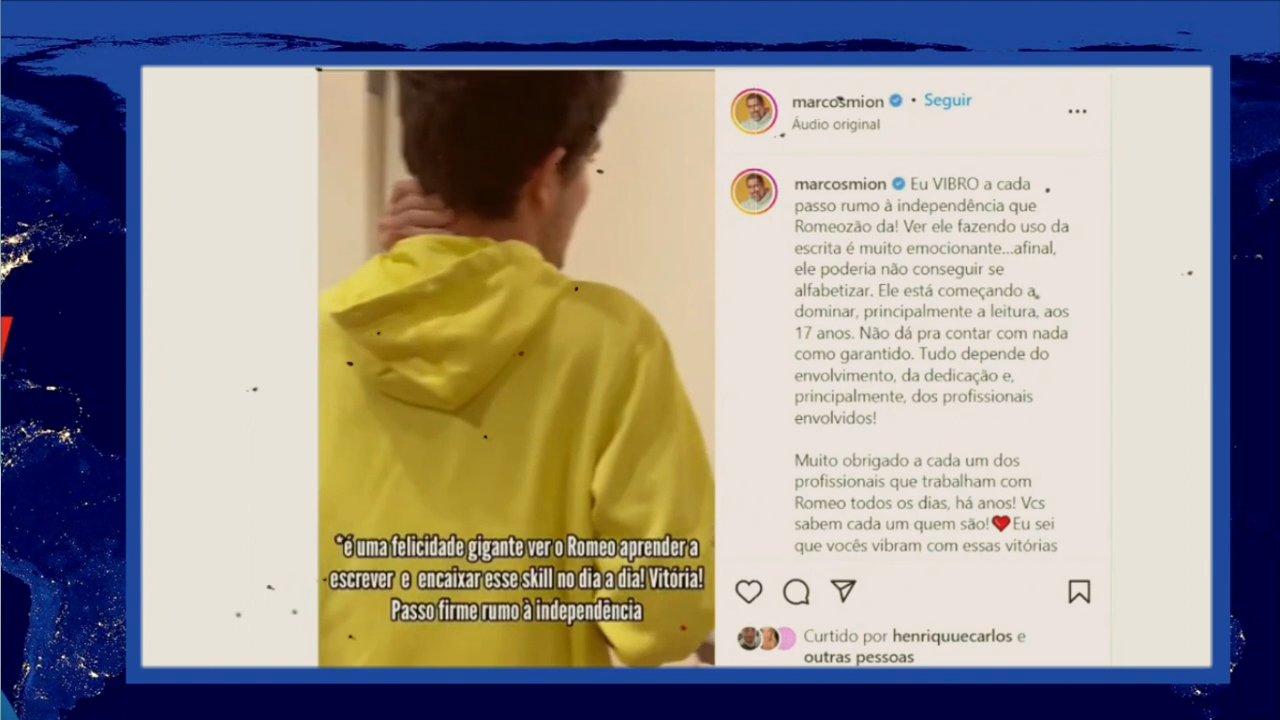 marcosmion • Seguir
Áudio original
marcosmion Eu VIBRO a cada
passo rumo à independência que
Romeozão da! Ver ele fazendo uso da
escrita é muito emocionante...afinal,
ele poderia não conseguir se
alfabetizar. Ele está começando a
dominar, principalmente a leitura, aos
17 anos. Não dá pra contar com nada
como garantido. Tudo depende do
envolvimento, da dedicação e,
principalmente, dos profissionais
envolvidos!
Muito obrigado a cada um dos
profissionais que trabalham com
Romeo todos os dias, há anos! Vcs
sabem cada um quem são!❤️Eu sei
que vocês vibram com essas vitórias
*é uma felicidade gigante ver o Romeo aprender a
escrever e encaixar esse skill no dia a dia! Vitória!
Passo firme rumo à independência
Curtido por henriquuecarlos e
outras pessoas